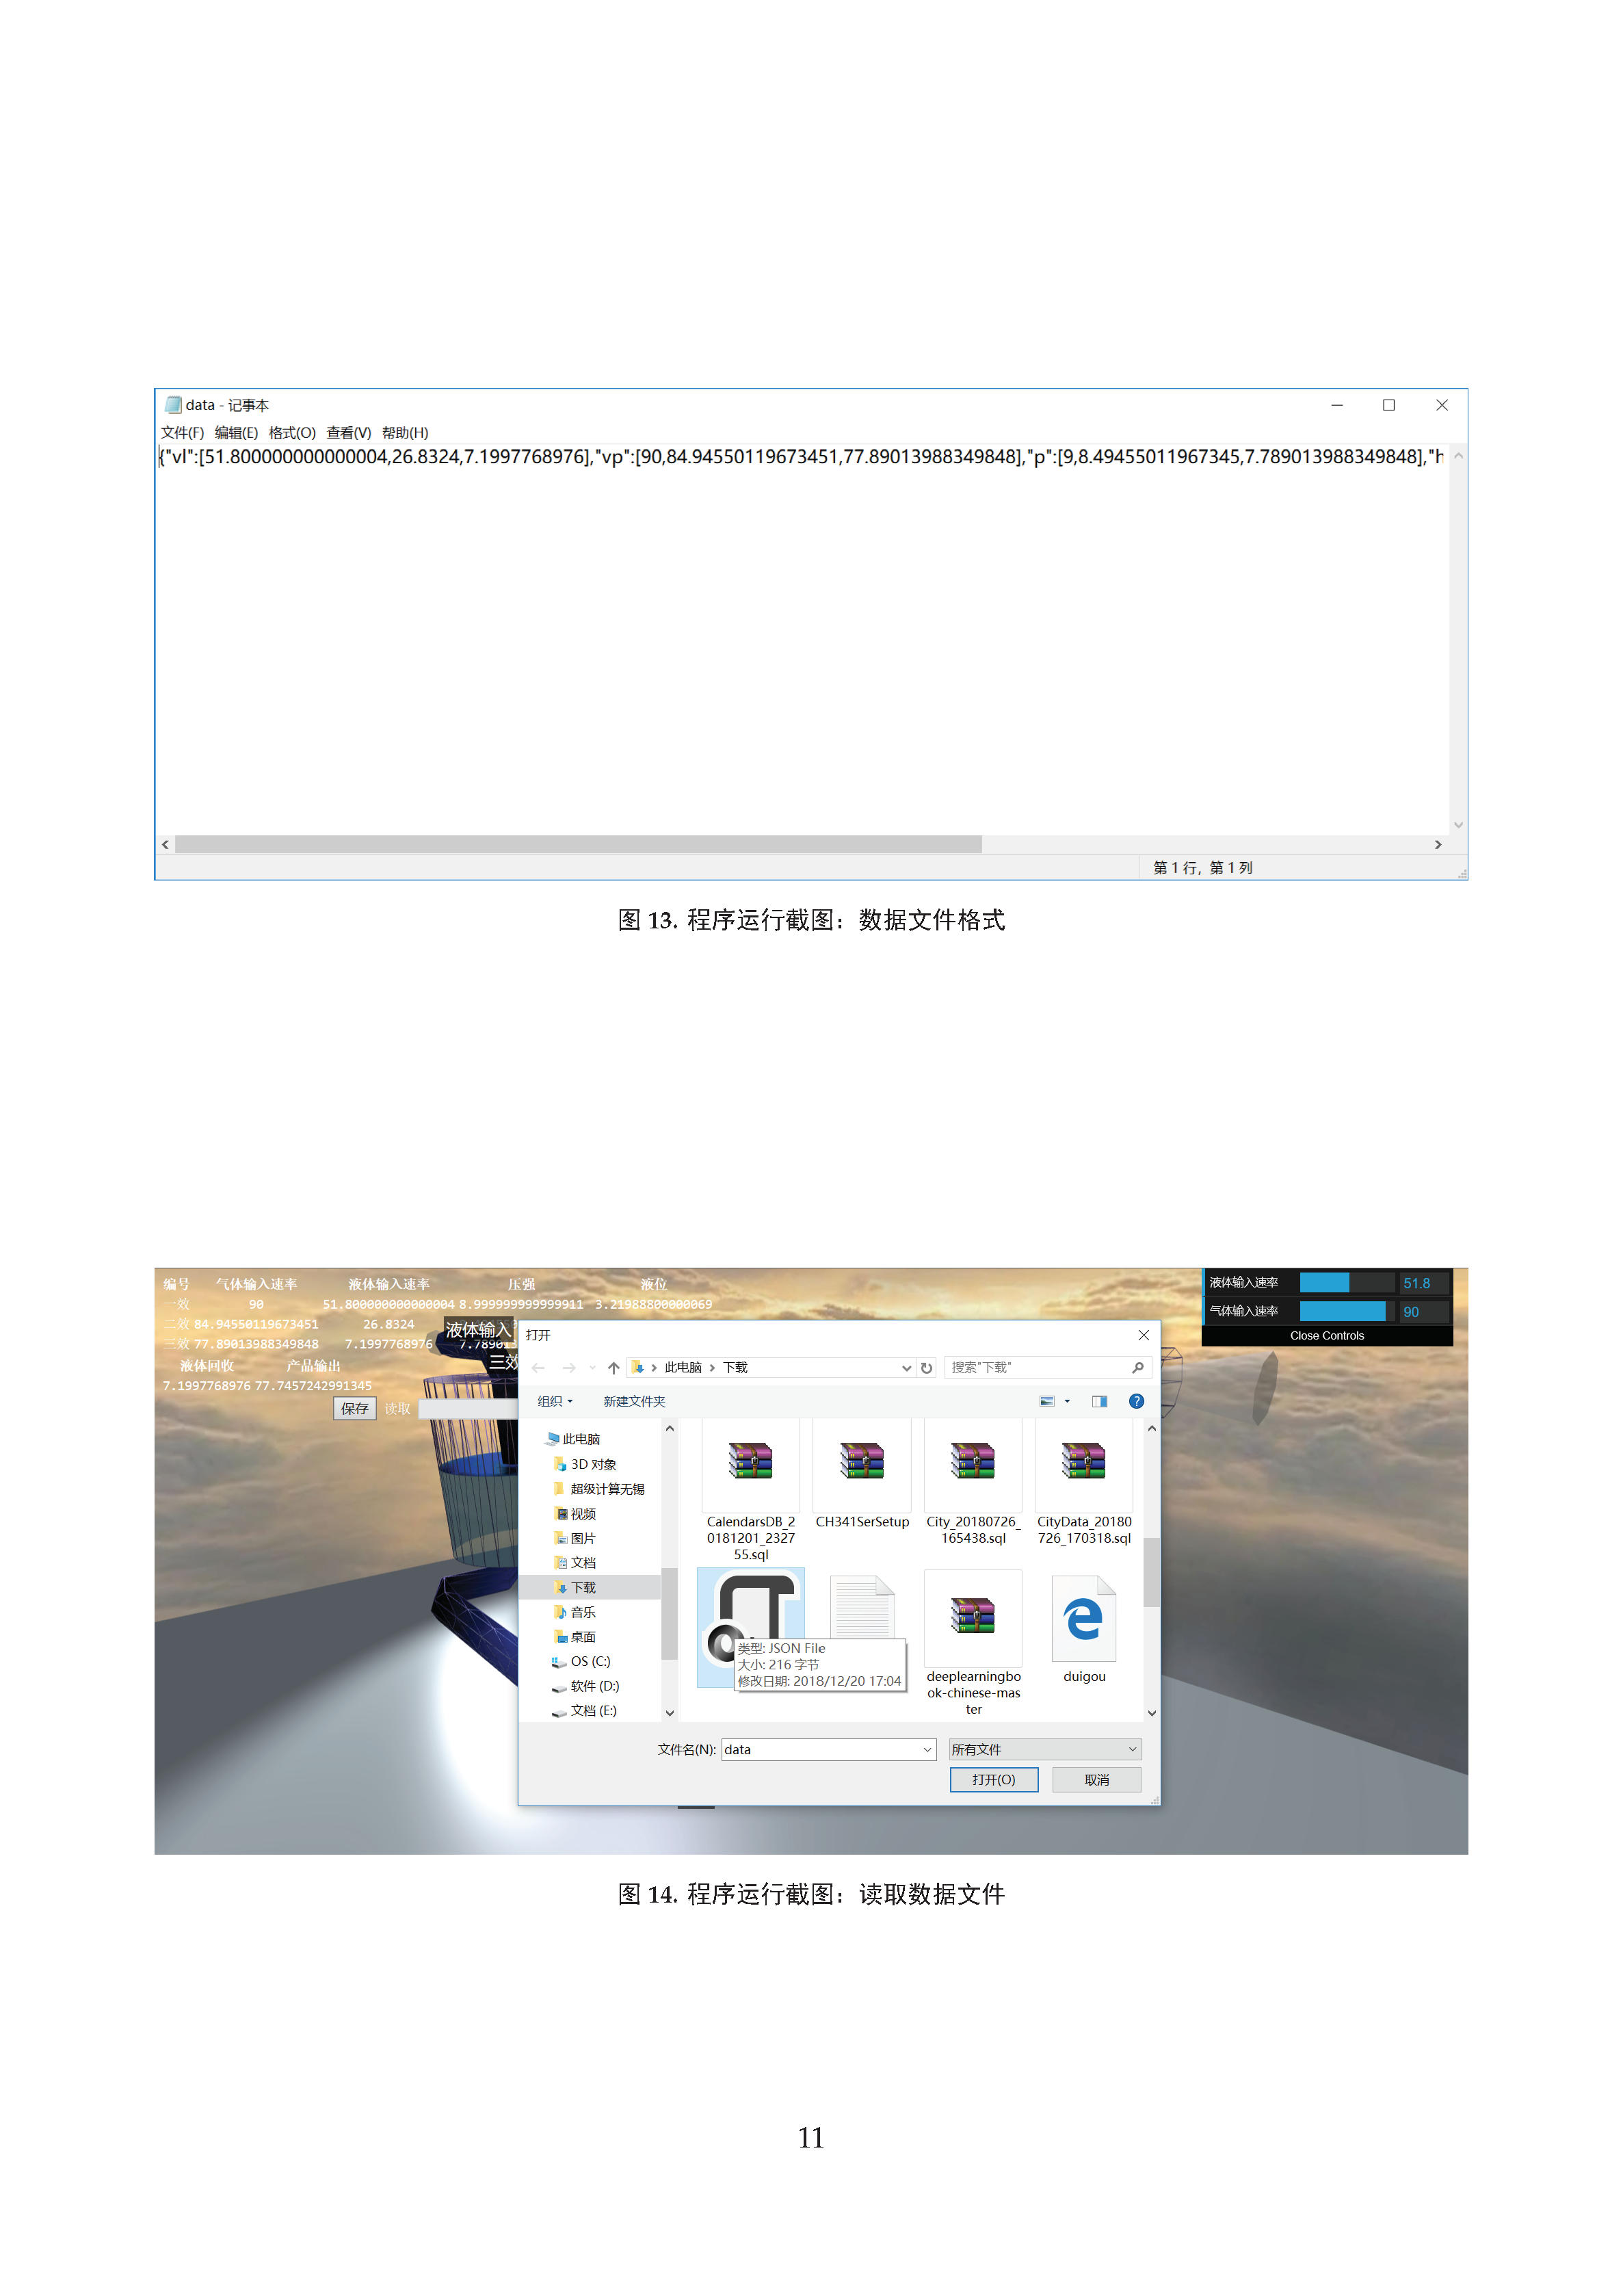 data - 记事本
文件(F) 编辑(E) 格式(O) 查看(V) 帮助(H)
{"vl":[51.800000000000004,26.8324,7.1997768976],"vp":[90,84.94550119673451,77.89013988349848],"p":[9,8.49455011967345,7.789013988349848],"h
第 1 行, 第 1 列
图 13. 程序运行截图：数据文件格式
编号 气体输入速率 液体输入速率 压强 液位
一效 90 51.800000000000004 8.999999999999911 3.21988800000069
二效 84.94550119673451 26.8324
三效 77.89013988349848 7.1997768976
液体回收 产品输出
7.1997768976 77.7457242991345
保存 读取
液体输入
三效
液体输入速率 51.8
气体输入速率 90
Close Controls
打开
此电脑 下载
搜索"下载"
组织 新建文件夹
此电脑
3D 对象
超级计算无锡
视频
图片
文档
下载
音乐
桌面
OS (C:)
软件 (D:)
文档 (E:)
CalendarsDB_2
0181201_2327
55.sql
CH341SerSetup
City_20180726_
165438.sql
CityData_20180
726_170318.sql
类型: JSON File
大小: 216 字节
修改日期: 2018/12/20 17:04
deeplearningbo
ok-chinese-mas
ter
duigou
文件名(N): data
所有文件
打开(O) 取消
图 14. 程序运行截图：读取数据文件
11